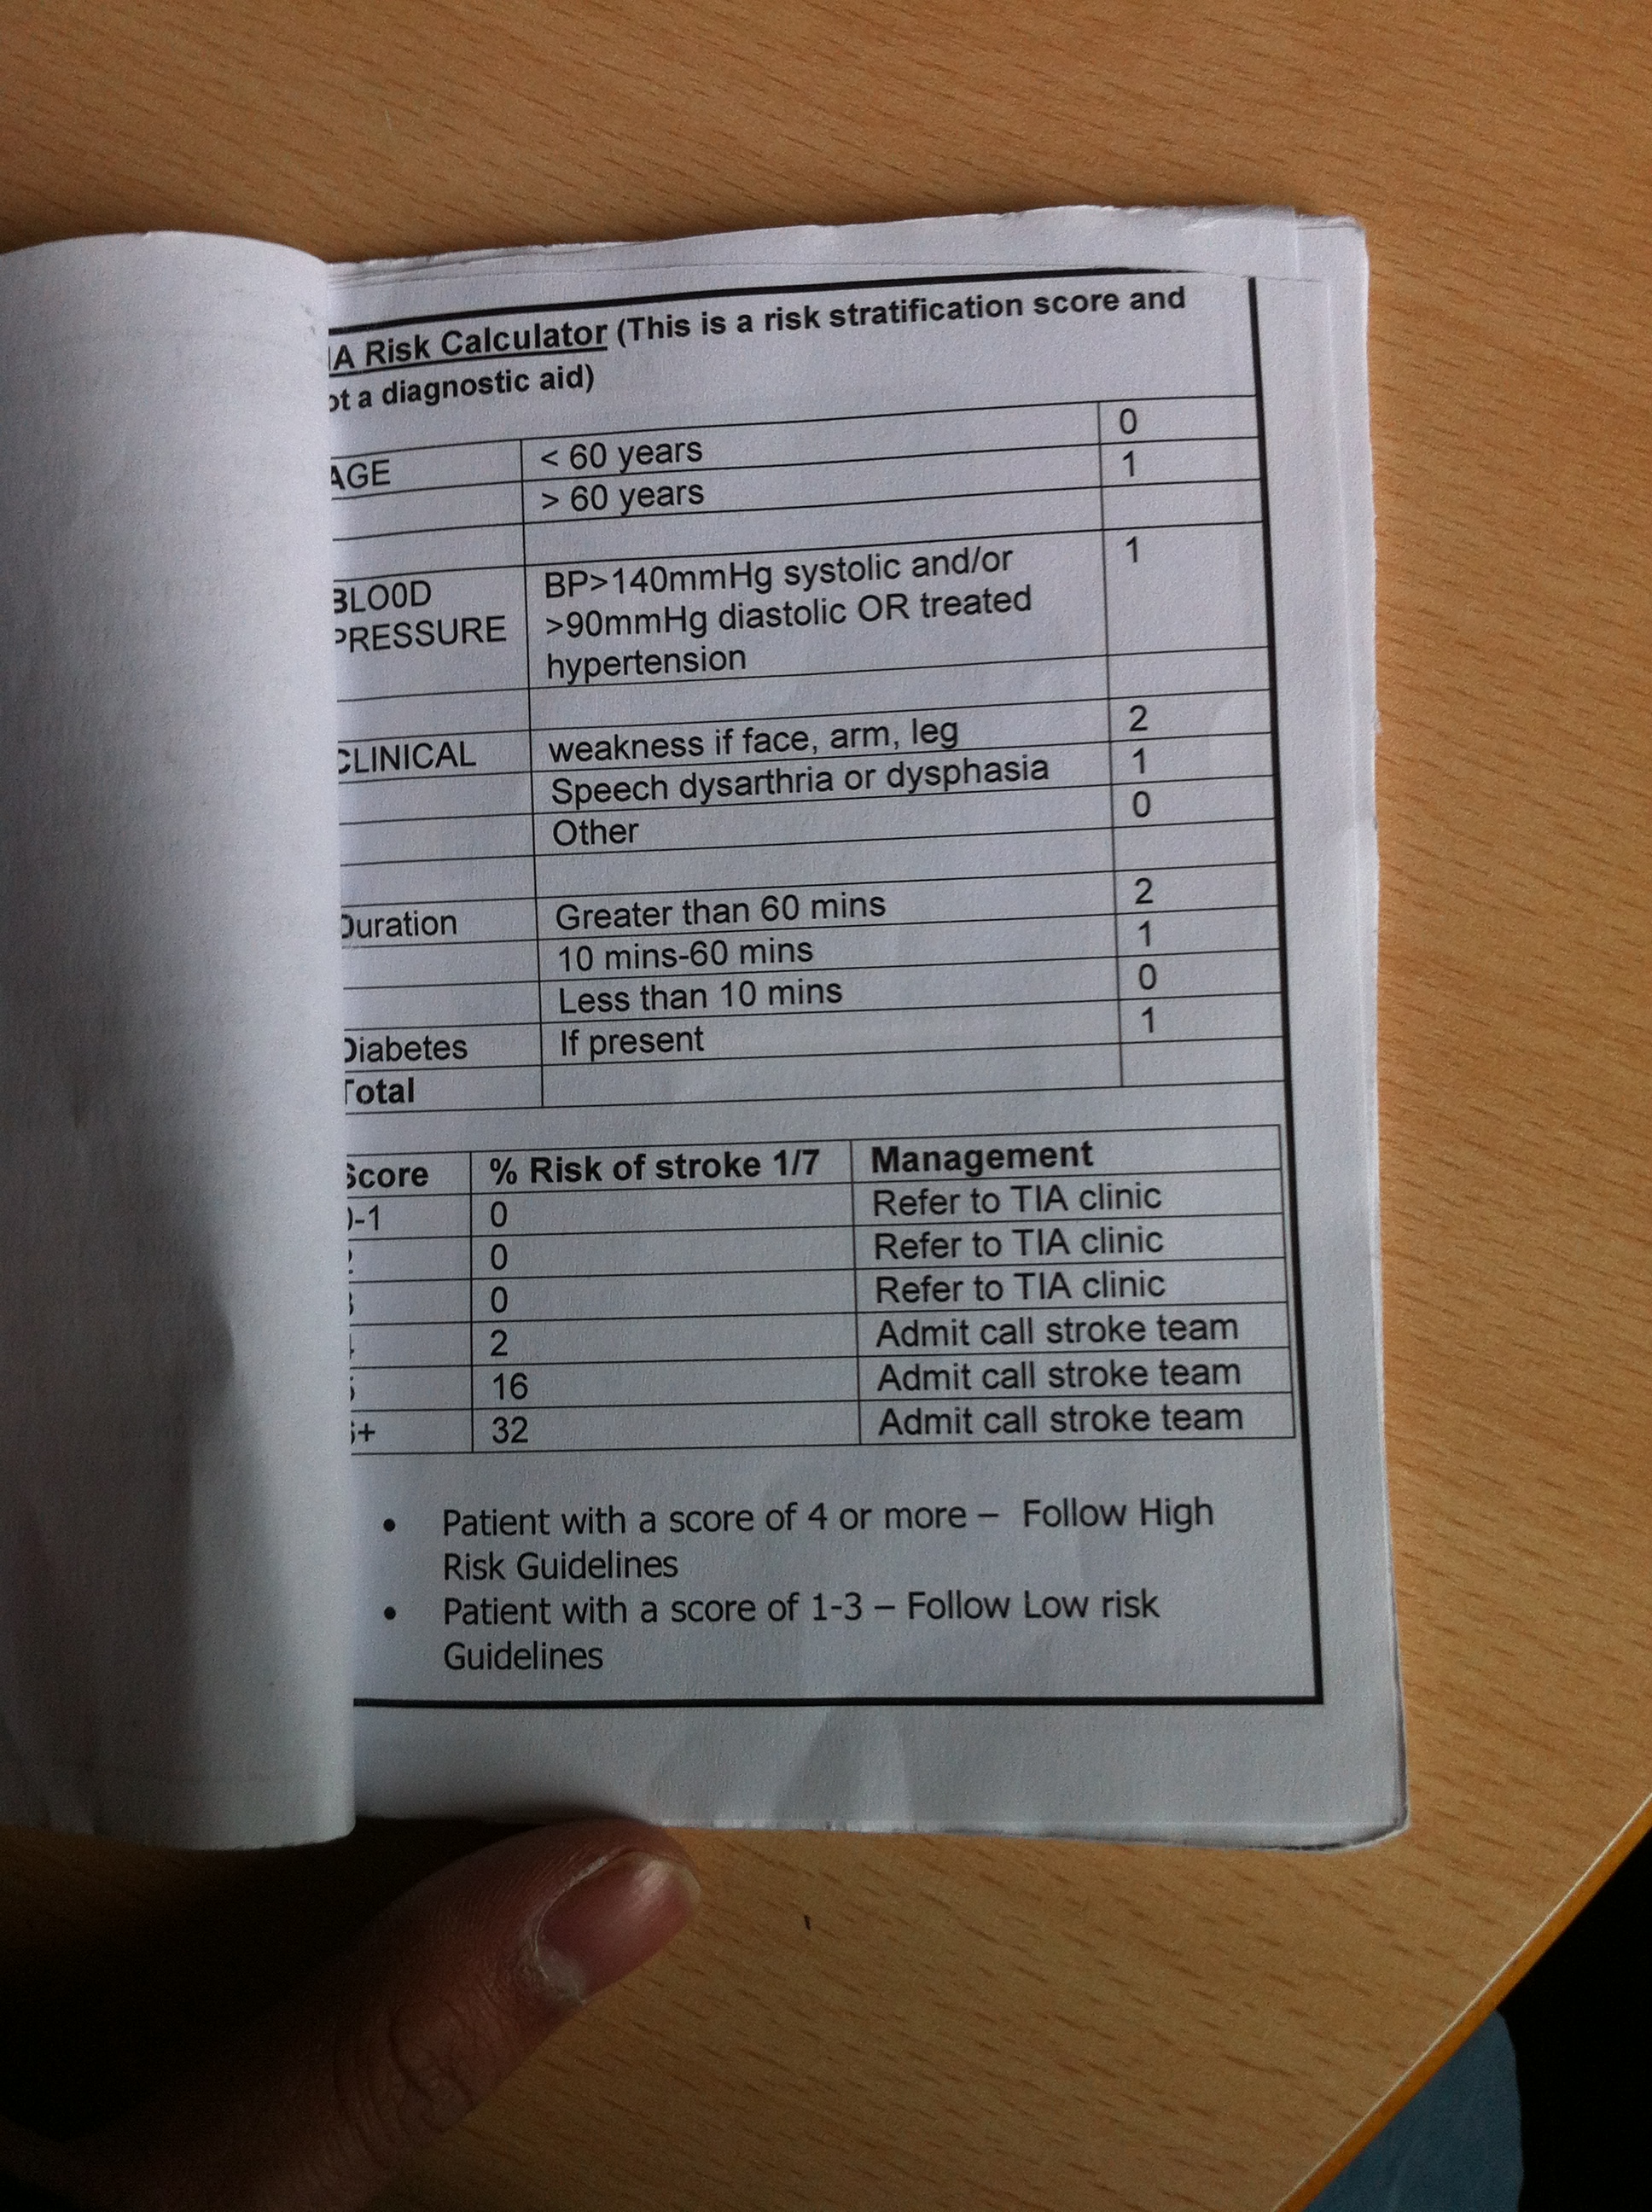 IA Risk Calculator (This is a risk stratification score and
ot a diagnostic aid)
AGE < 60 years 0
> 60 years 1
BLO0D PRESSURE BP>140mmHg systolic and/or 1
>90mmHg diastolic OR treated
hypertension
CLINICAL weakness if face, arm, leg 2
Speech dysarthria or dysphasia 1
Other 0
Duration Greater than 60 mins 2
10 mins-60 mins 1
Less than 10 mins 0
Diabetes If present 1
Total
Score % Risk of stroke 1/7 Management
0-1 0 Refer to TIA clinic
0 Refer to TIA clinic
3 0 Refer to TIA clinic
2 Admit call stroke team
5 16 Admit call stroke team
6+ 32 Admit call stroke team
• Patient with a score of 4 or more – Follow High
Risk Guidelines
• Patient with a score of 1-3 – Follow Low risk
Guidelines